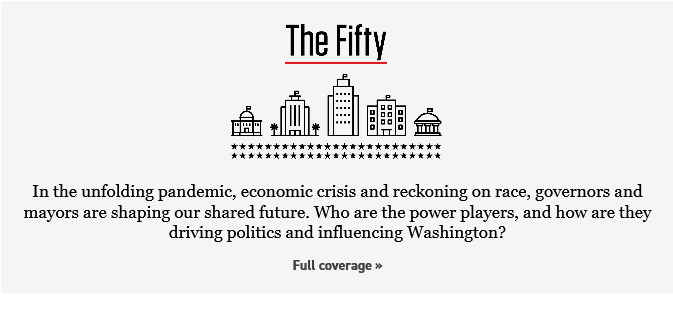 The Fifty
In the unfolding pandemic, economic crisis and reckoning on race, governors and
mayors are shaping our shared future. Who are the power players, and how are they
driving politics and influencing Washington?
Full coverage »